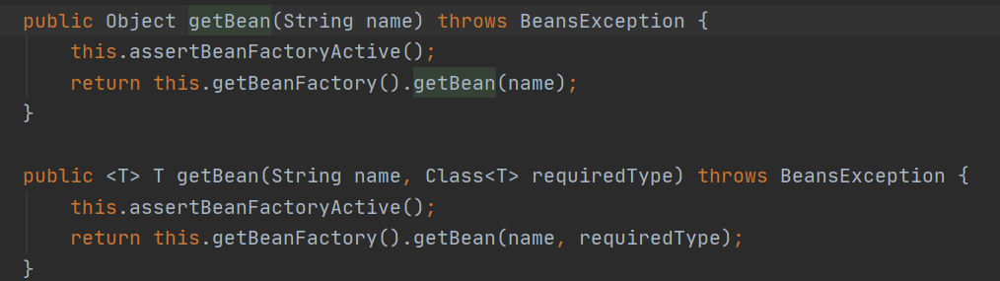 public Object getBean(String name) throws BeansException {
    this.assertBeanFactoryActive();
    return this.getBeanFactory().getBean(name);
}

public <T> T getBean(String name, Class<T> requiredType) throws BeansException {
    this.assertBeanFactoryActive();
    return this.getBeanFactory().getBean(name, requiredType);
}